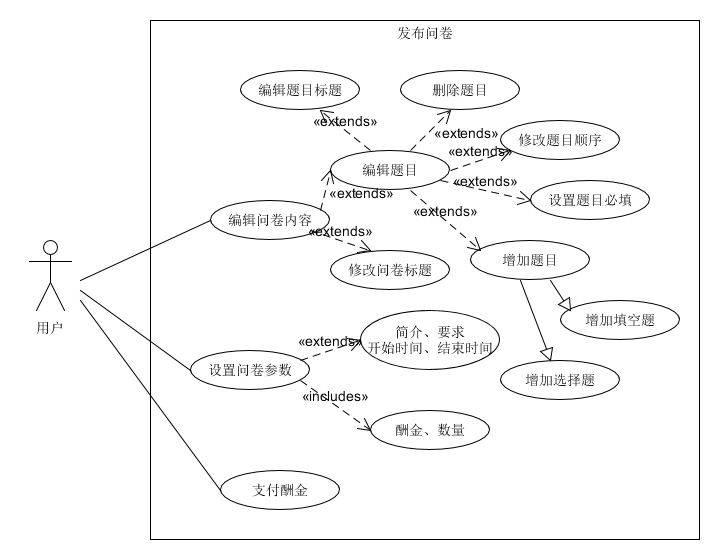 发布问卷
编辑题目标题
删除题目
«extends»
«extends»
修改题目顺序
«extends»
编辑题目
«extends»
«extends»
设置题目必填
编辑问卷内容
«extends»
«extends»
修改问卷标题
增加题目
用户
简介、要求
开始时间、结束时间
«extends»
增加填空题
设置问卷参数
增加选择题
«includes»
酬金、数量
支付酬金